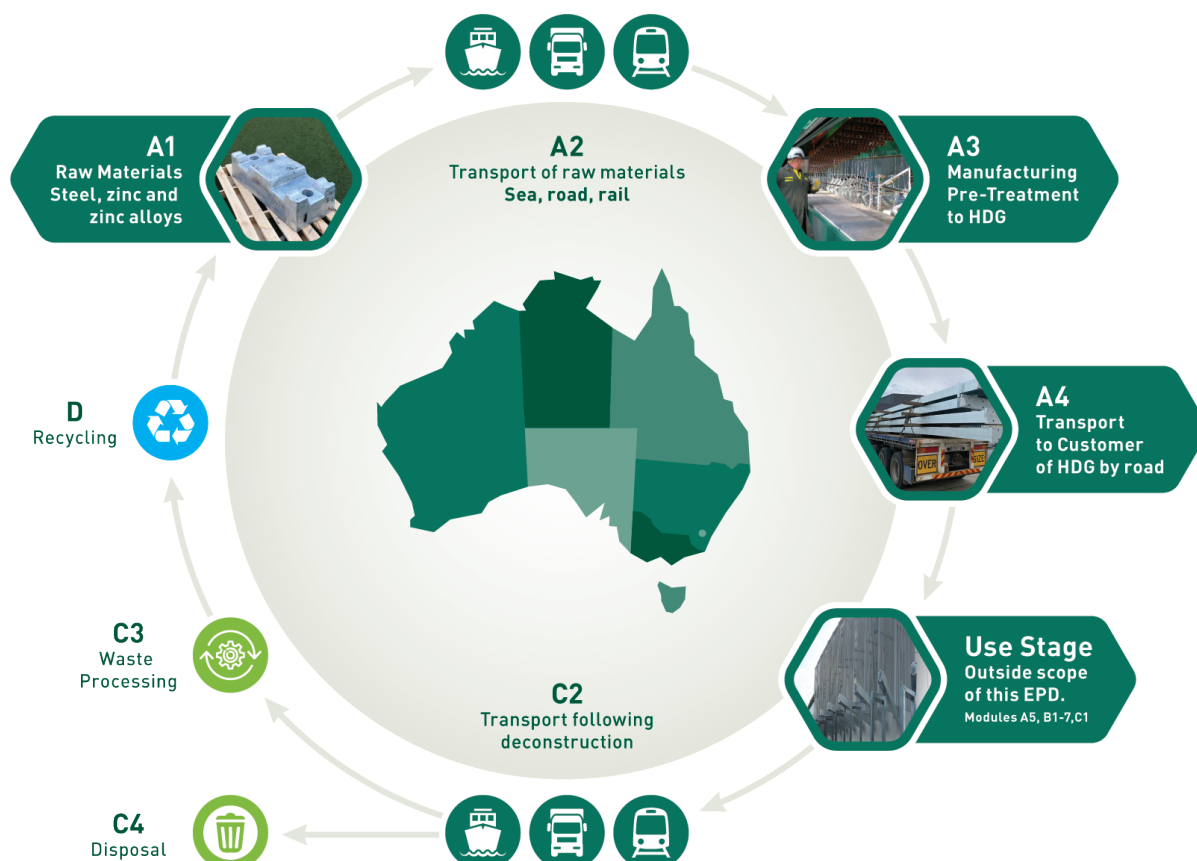 A1
Raw Materials
Steel, zinc and
zinc alloys
A2
Transport of raw materials
Sea, road, rail
A3
Manufacturing
Pre-Treatment
to HDG
A4
Transport
to Customer
of HDG by road
OVER
SIZE
Use Stage
Outside scope
of this EPD.
Modules A5, B1-7,C1
C2
Transport following
deconstruction
C4
Disposal
C3
Waste
Processing
D
Recycling